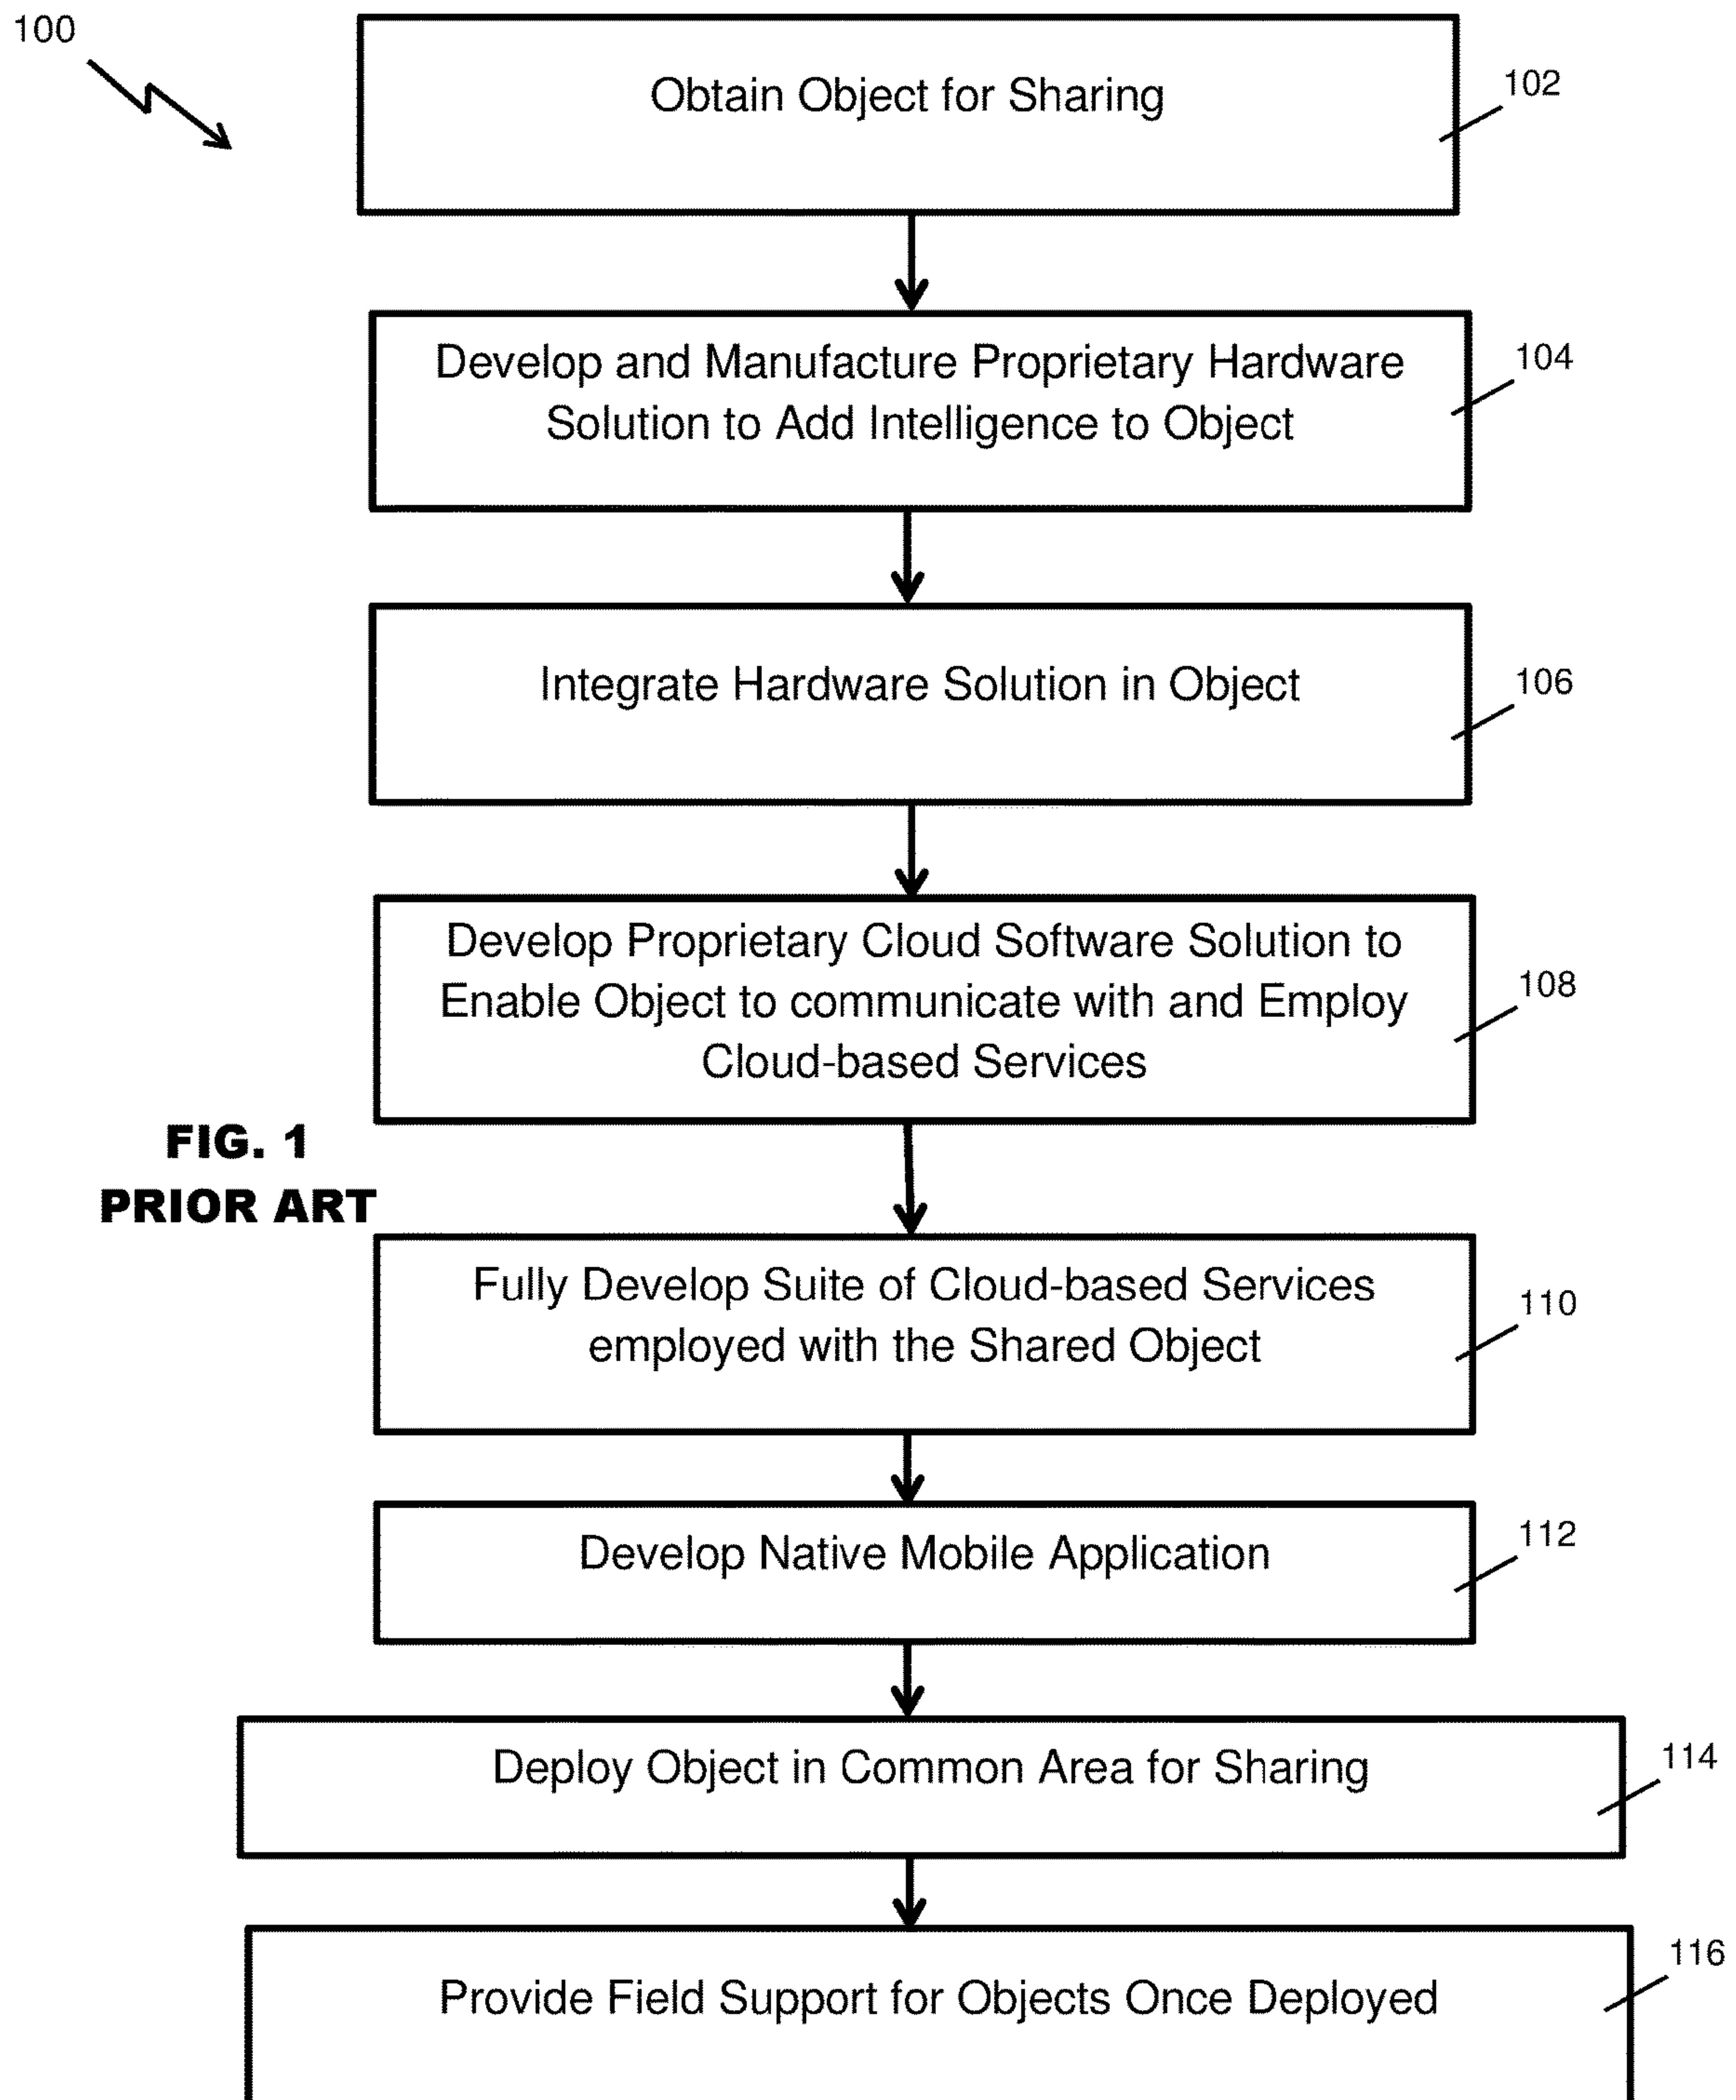 100
Obtain Object for Sharing
102
Develop and Manufacture Proprietary Hardware
Solution to Add Intelligence to Object
104
Integrate Hardware Solution in Object
106
Develop Proprietary Cloud Software Solution to
Enable Object to communicate with and Employ
Cloud-based Services
108
FIG. 1
PRIOR ART
Fully Develop Suite of Cloud-based Services
employed with the Shared Object
110
Develop Native Mobile Application
112
Deploy Object in Common Area for Sharing
114
Provide Field Support for Objects Once Deployed
116